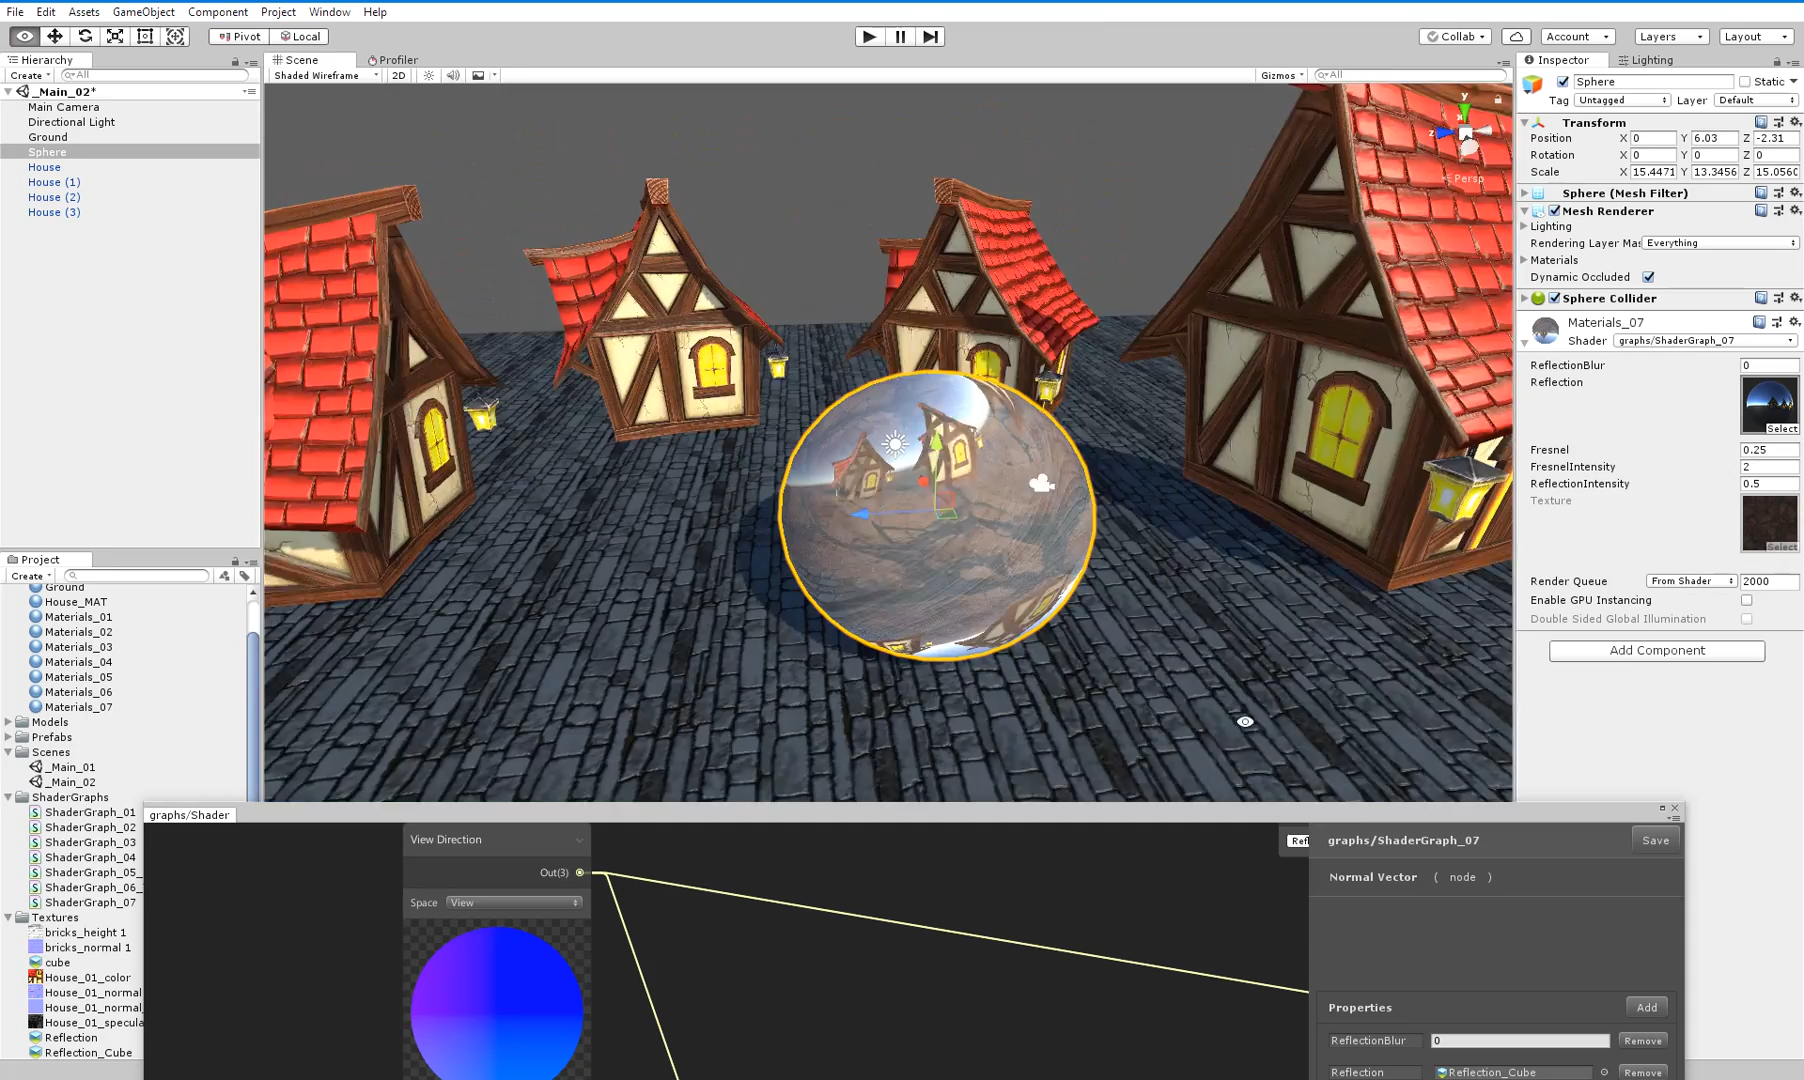 File Edit Assets GameObject Component Project Window Help
Pivot Local Collab Account Layers Layout
Hierarchy
Create All
_Main_02*
Main Camera
Directional Light
Ground
Sphere
House
House (1)
House (2)
House (3)
Scene Profiler
Shaded Wireframe 2D Gizmos All
y
x
z
Persp
Inspector Lighting
Sphere Static
Tag Untagged Layer Default
Transform
Position X 0 Y 6.03 Z -2.31
Rotation X 0 Y 0 Z 0
Scale X 15.4471 Y 13.3456 Z 15.0560
Sphere (Mesh Filter)
Mesh Renderer
Lighting
Rendering Layer Mas Everything
Materials
Dynamic Occluded
Sphere Collider
Materials_07
Shader graphs/ShaderGraph_07
ReflectionBlur 0
Reflection
Select
Fresnel 0.25
FresnelIntensity 2
ReflectionIntensity 0.5
Texture
Select
Render Queue From Shader 2000
Enable GPU Instancing
Double Sided Global Illumination
Add Component
Project
Create
Ground
House_MAT
Materials_01
Materials_02
Materials_03
Materials_04
Materials_05
Materials_06
Materials_07
Models
Prefabs
Scenes
_Main_01
_Main_02
ShaderGraphs
ShaderGraph_01
ShaderGraph_02
ShaderGraph_03
ShaderGraph_04
ShaderGraph_05_
ShaderGraph_06_
ShaderGraph_07
Textures
bricks_height 1
bricks_normal 1
cube
House_01_color
House_01_normal
House_01_normal_
House_01_specula
Reflection
Reflection_Cube
graphs/Shader
View Direction
Out(3)
Space View
Refl
graphs/ShaderGraph_07 Save
Normal Vector ( node )
Properties Add
ReflectionBlur 0 Remove
Reflection Reflection_Cube Remove